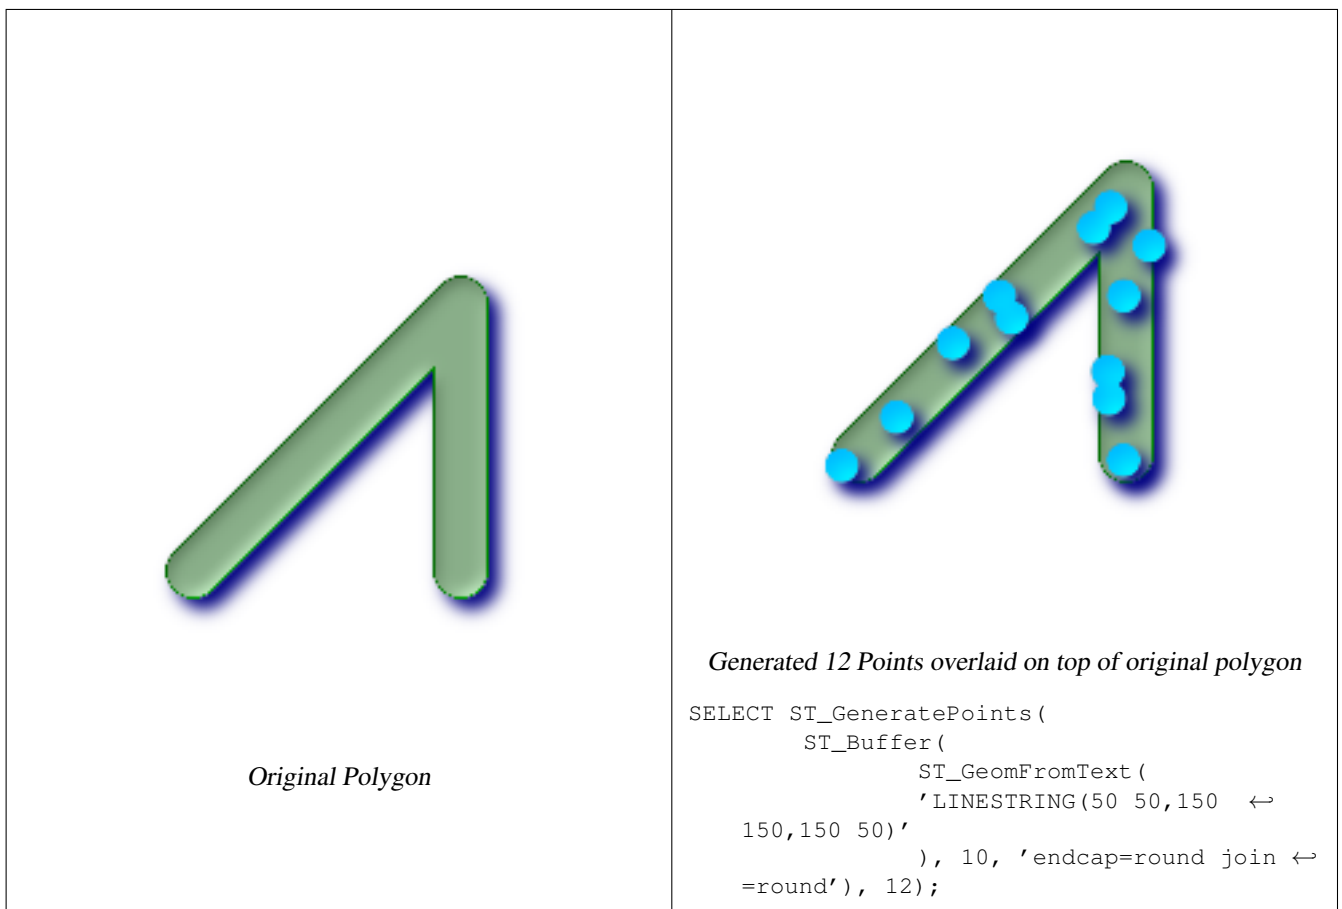 Original Polygon
Generated 12 Points overlaid on top of original polygon
SELECT ST_GeneratePoints(
ST_Buffer(
ST_GeomFromText(
'LINESTRING(50 50,150 ↩
150,150 50)'
), 10, 'endcap=round join ↩
=round'), 12);